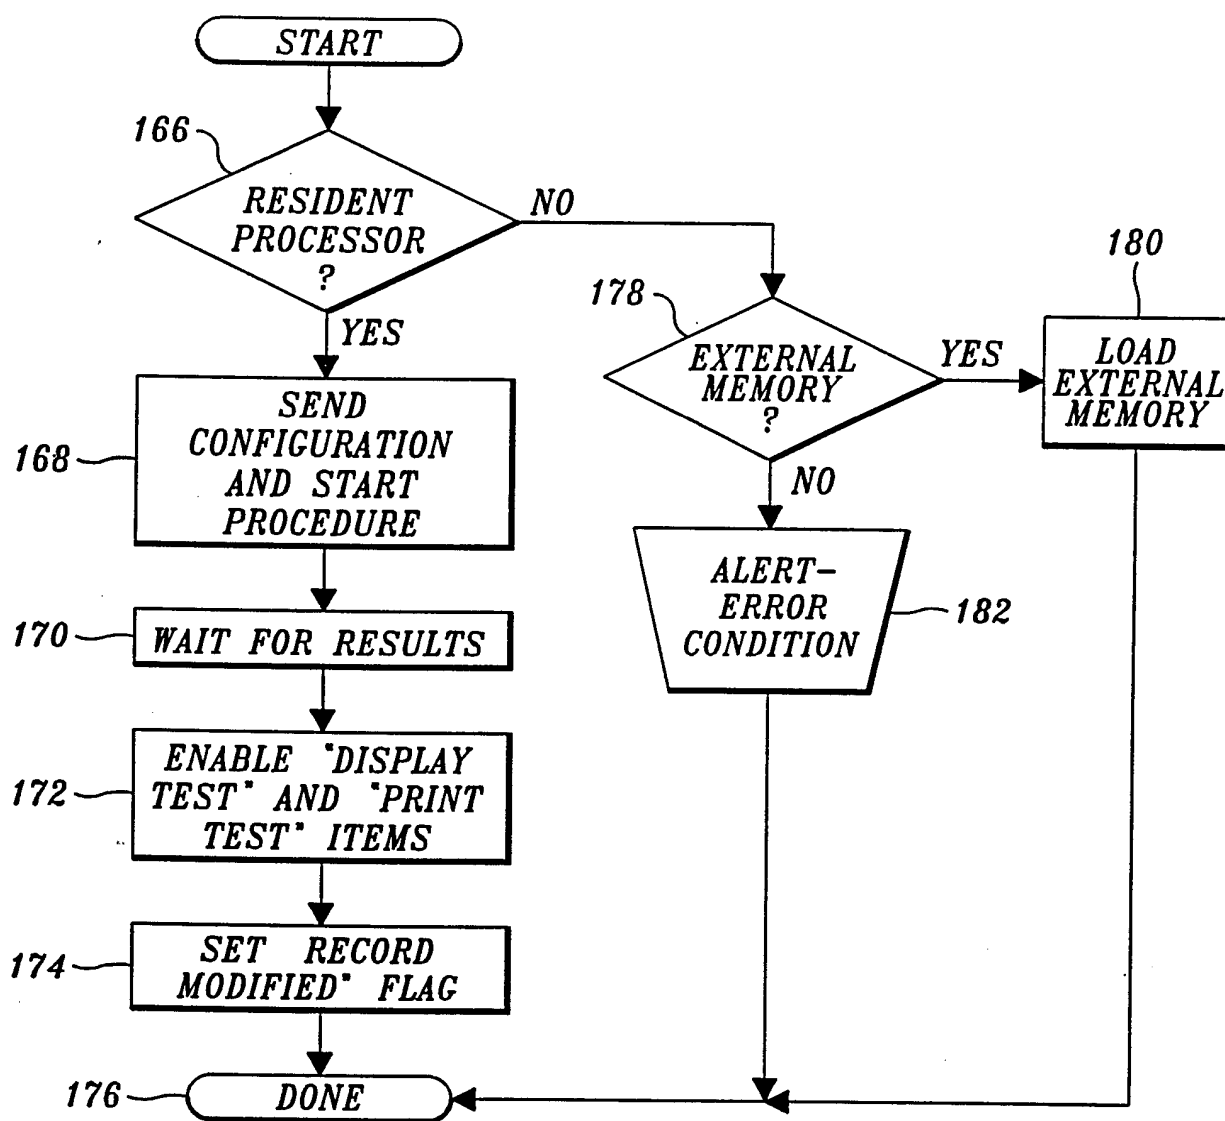 START
166
RESIDENT
PROCESSOR
?
NO
YES
168
SEND
CONFIGURATION
AND START
PROCEDURE
170
WAIT FOR RESULTS
172
ENABLE "DISPLAY
TEST" AND "PRINT
TEST" ITEMS
174
SET RECORD
MODIFIED" FLAG
176
DONE
178
EXTERNAL
MEMORY
?
YES
NO
180
LOAD
EXTERNAL
MEMORY
ALERT-
ERROR
CONDITION
182